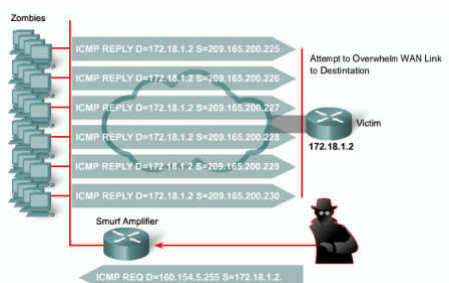 Zombies
ICMP REPLY D=172.18.1.2 S=209.165.200.225
ICMP REPLY D=172.18.1.2 S=209.165.200.226
ICMP REPLY D=172.18.1.2 S=209.165.200.227
ICMP REPLY D=172.18.1.2 S=209.165.200.228
ICMP REPLY D=172.18.1.2 S=209.165.200.229
ICMP REPLY D=172.18.1.2 S=209.165.200.230
Attempt to Overwhelm WAN Link
to Destintation
Victim
172.18.1.2
Smurf Amplifier
ICMP REQ D=160.154.5.255 S=172.18.1.2.